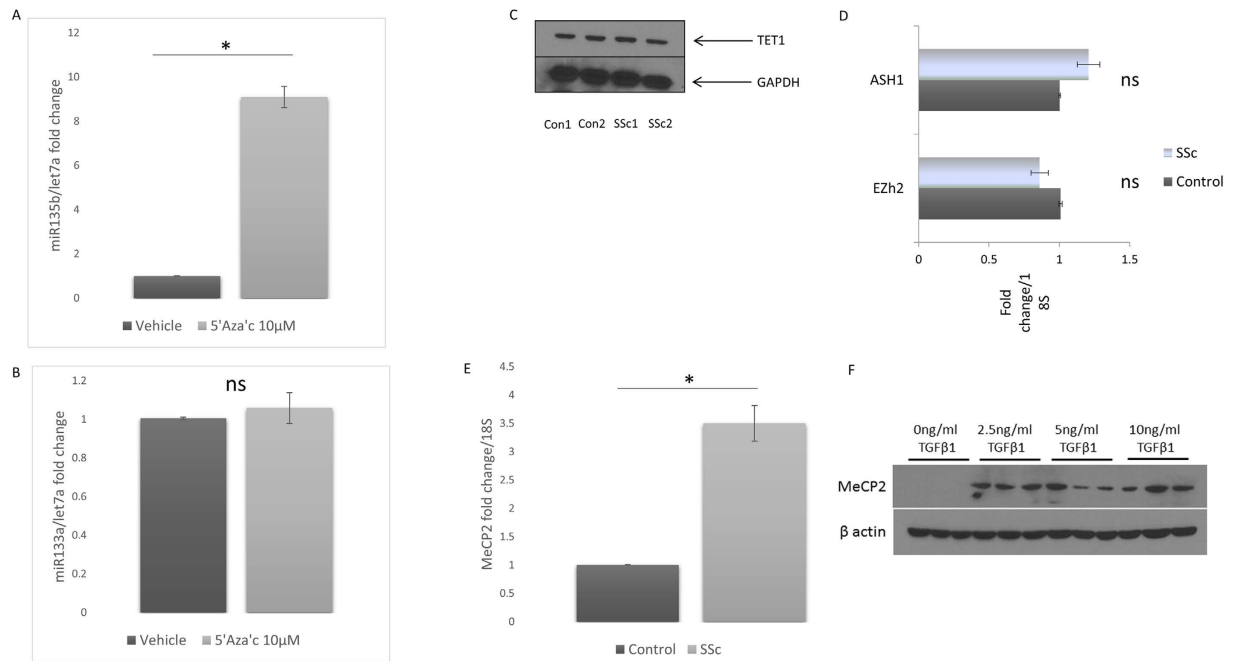 A
miR135b/let7a fold change
12
10
8
6
4
2
0
*
Vehicle 5'Aza'c 10µM
B
miR133a/let7a fold change
1.2
1
0.8
0.6
0.4
0.2
0
ns
Vehicle 5'Aza'c 10µM
C
TET1
GAPDH
Con1 Con2 SSc1 SSc2
D
ASH1
ns
EZh2
ns
SSc
Control
0 0.5 1 1.5
Fold
change/1
8S
E
MeCP2 fold change/18S
4.5
4
3.5
3
2.5
2
1.5
1
0.5
0
*
Control SSc
F
0ng/ml 2.5ng/ml 5ng/ml 10ng/ml
TGFβ1 TGFβ1 TGFβ1 TGFβ1
MeCP2
β actin